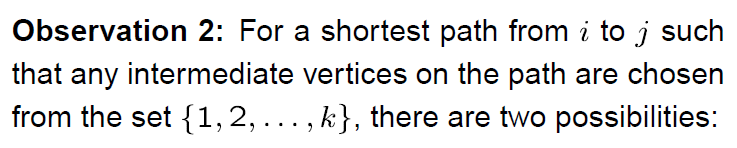 Observation 2: For a shortest path from i to j such
that any intermediate vertices on the path are chosen
from the set {1, 2, . . . , k}, there are two possibilities: